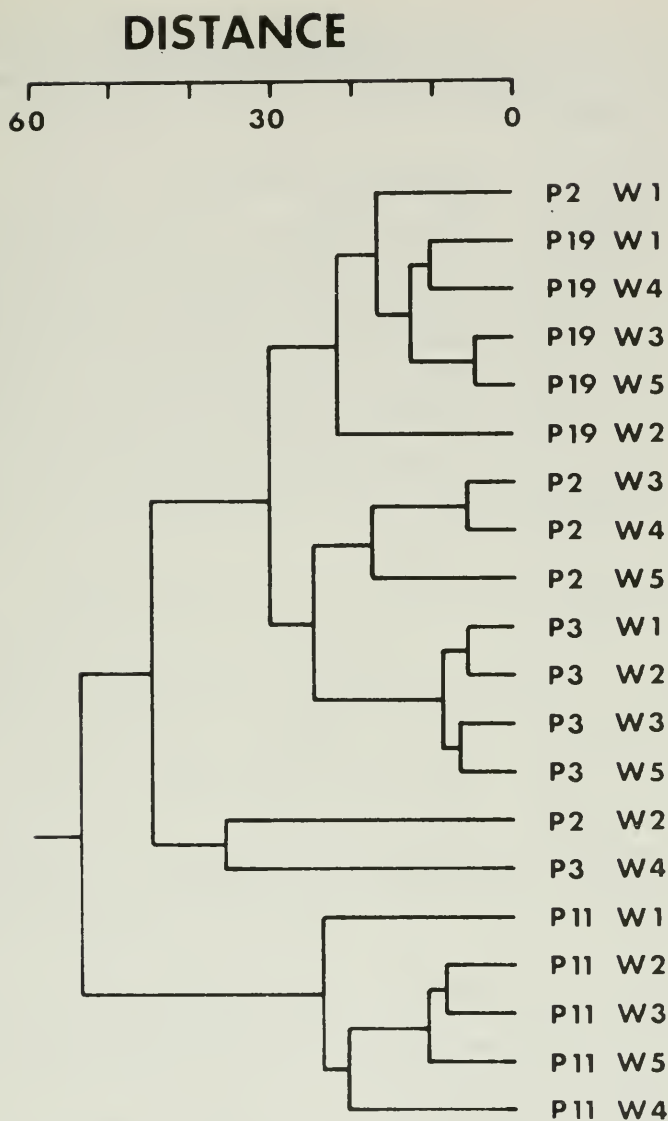 DISTANCE
60 30 0
P2 W1
P19 W1
P19 W4
P19 W3
P19 W5
P19 W2
P2 W3
P2 W4
P2 W5
P3 W1
P3 W2
P3 W3
P3 W5
P2 W2
P3 W4
P11 W1
P11 W2
P11 W3
P11 W5
P11 W4